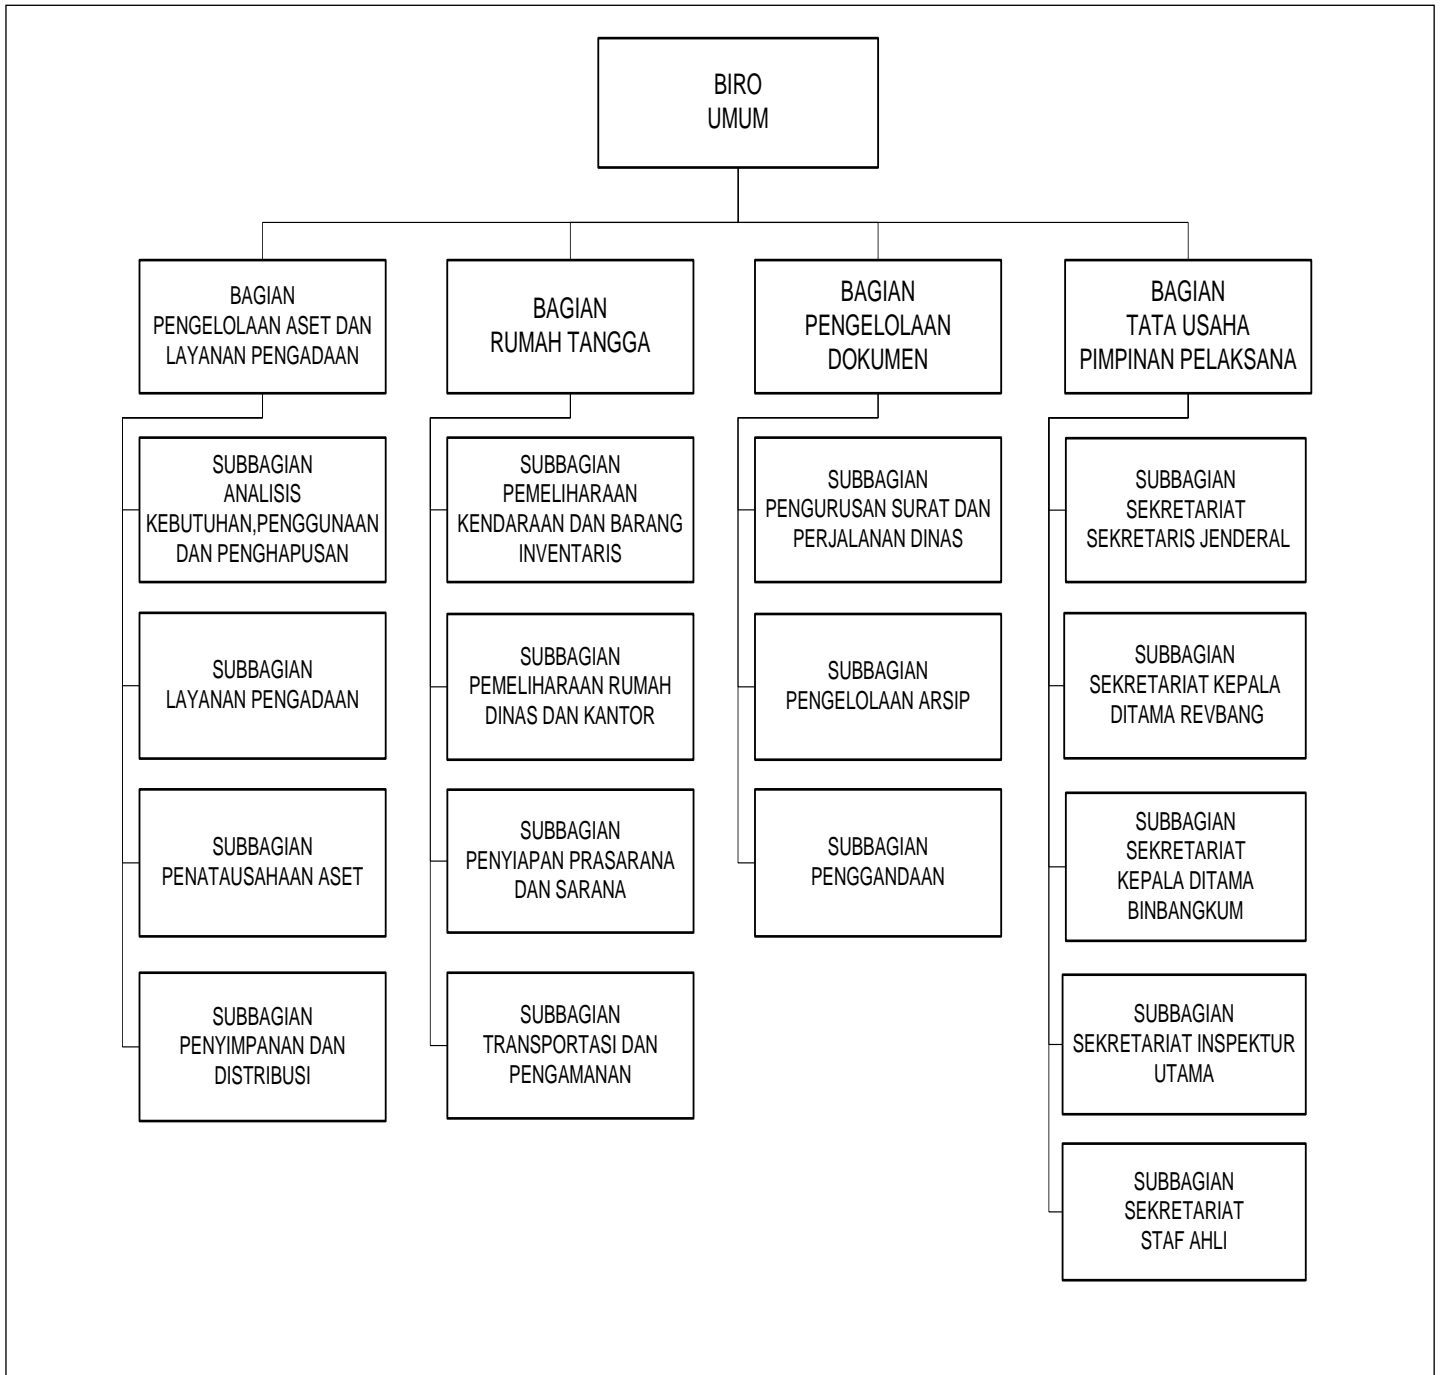 BIRO
UMUM
BAGIAN
PENGELOLAAN ASET DAN
LAYANAN PENGADAAN
BAGIAN
RUMAH TANGGA
BAGIAN
PENGELOLAAN
DOKUMEN
BAGIAN
TATA USAHA
PIMPINAN PELAKSANA
SUBBAGIAN
ANALISIS
KEBUTUHAN,PENGGUNAAN
DAN PENGHAPUSAN
SUBBAGIAN
PEMELIHARAAN
KENDARAAN DAN BARANG
INVENTARIS
SUBBAGIAN
PENGURUSAN SURAT DAN
PERJALANAN DINAS
SUBBAGIAN
SEKRETARIAT
SEKRETARIS JENDERAL
SUBBAGIAN
LAYANAN PENGADAAN
SUBBAGIAN
PEMELIHARAAN RUMAH
DINAS DAN KANTOR
SUBBAGIAN
PENGELOLAAN ARSIP
SUBBAGIAN
SEKRETARIAT KEPALA
DITAMA REVBANG
SUBBAGIAN
PENATAUSAHAAN ASET
SUBBAGIAN
PENYIAPAN PRASARANA
DAN SARANA
SUBBAGIAN
PENGGANDAAN
SUBBAGIAN
SEKRETARIAT
KEPALA DITAMA
BINBANGKUM
SUBBAGIAN
PENYIMPANAN DAN
DISTRIBUSI
SUBBAGIAN
TRANSPORTASI DAN
PENGAMANAN
SUBBAGIAN
SEKRETARIAT INSPEKTUR
UTAMA
SUBBAGIAN
SEKRETARIAT
STAF AHLI